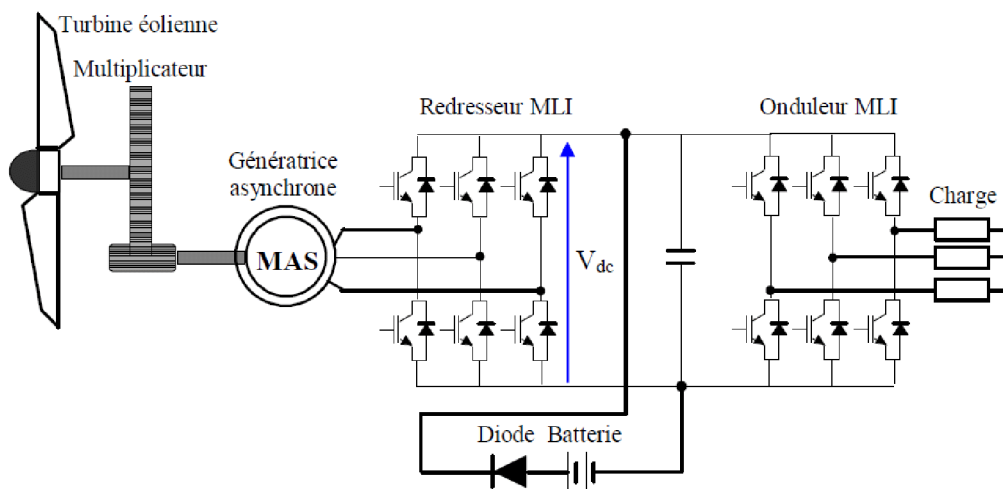 Turbine éolienne
Multiplicateur
Redresseur MLI
Onduleur MLI
Génératrice
asynchrone
Charge
MAS
Vdc
Diode Batterie